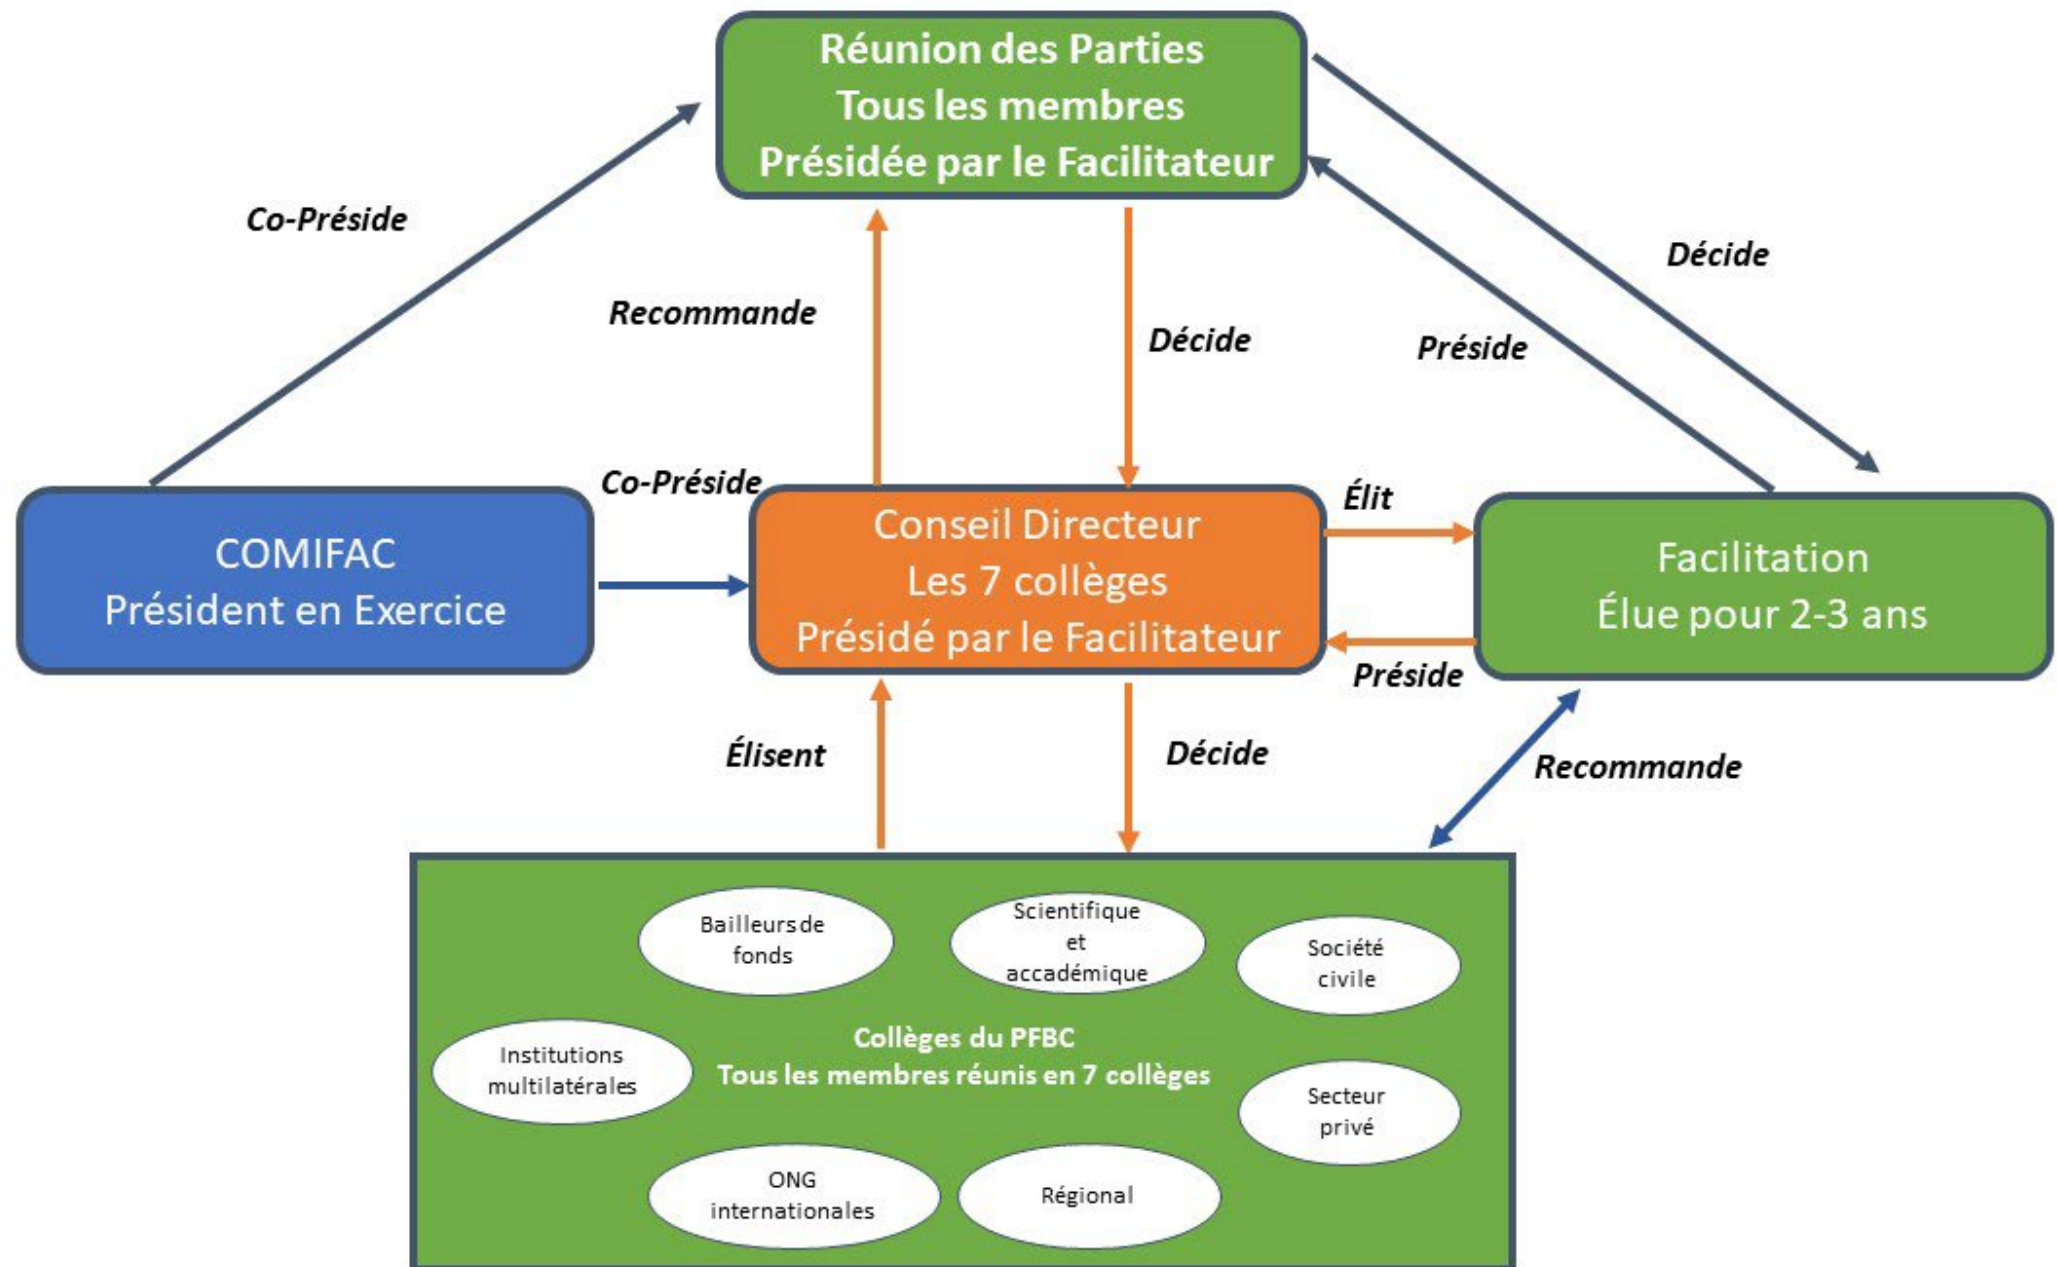 Réunion des Parties
Tous les membres
Présidée par le Facilitateur
Co-Préside
Recommande
Décide
Préside
Décide
Co-Préside
COMIFAC
Président en Exercice
Conseil Directeur
Les 7 collèges
Présidé par le Facilitateur
Élit
Préside
Facilitation
Élue pour 2-3 ans
Élisent
Décide
Recommande
Bailleurs de
fonds
Scientifique
et
accadémique
Société
civile
Institutions
multilatérales
Collèges du PFBC
Tous les membres réunis en 7 collèges
Secteur
privé
ONG
internationales
Régional